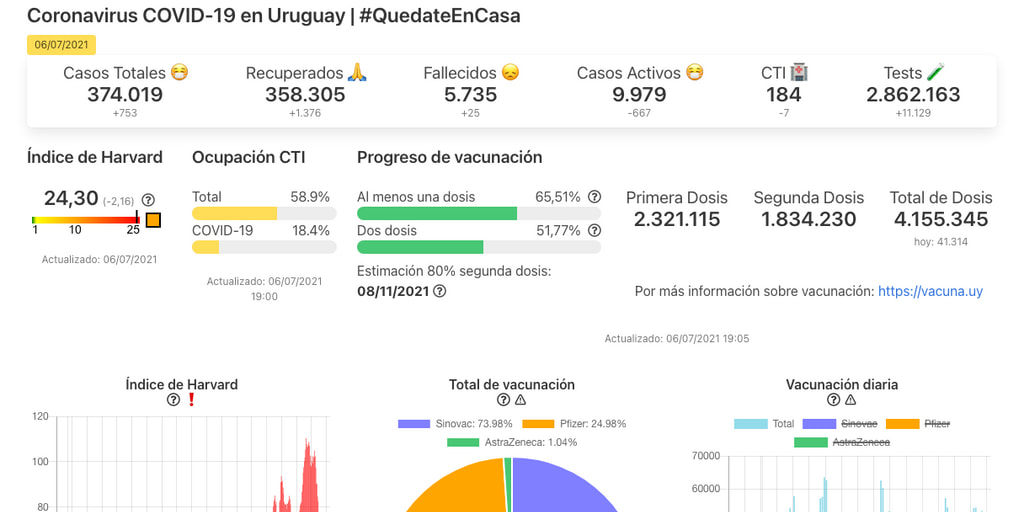 Coronavirus COVID-19 en Uruguay | #QuedateEnCasa
06/07/2021
Casos Totales 😷 Recuperados 🙏 Fallecidos 😞 Casos Activos 😷 CTI 🏥 Tests 🧪
374.019 358.305 5.735 9.979 184 2.862.163
+753 +1.376 +25 -667 -7 +11.129
Índice de Harvard Ocupación CTI Progreso de vacunación
24,30 (-2,16)
1 10 25
Actualizado: 06/07/2021
Total 58.9%
COVID-19 18.4%
Actualizado: 06/07/2021
19:00
Al menos una dosis 65,51%
Dos dosis 51,77%
Estimación 80% segunda dosis:
08/11/2021
Primera Dosis Segunda Dosis Total de Dosis
2.321.115 1.834.230 4.155.345
hoy: 41.314
Por más información sobre vacunación: https://vacuna.uy
Actualizado: 06/07/2021 19:05
Índice de Harvard
120
100
80
Total de vacunación
Sinovac: 73.98% Pfizer: 24.98%
AstraZeneca: 1.04%
Vacunación diaria
Total Sinovac Pfizer
AstraZeneca
70000
60000